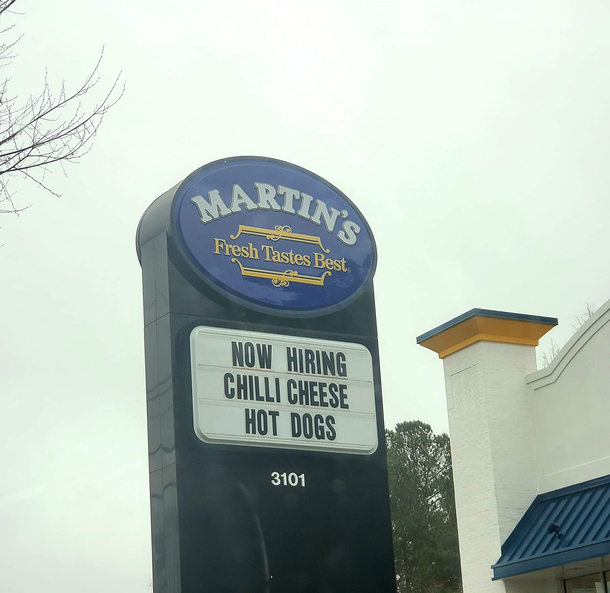 MARTIN'S
Fresh Tastes Best
NOW HIRING
CHILLI CHEESE
HOT DOGS
3101